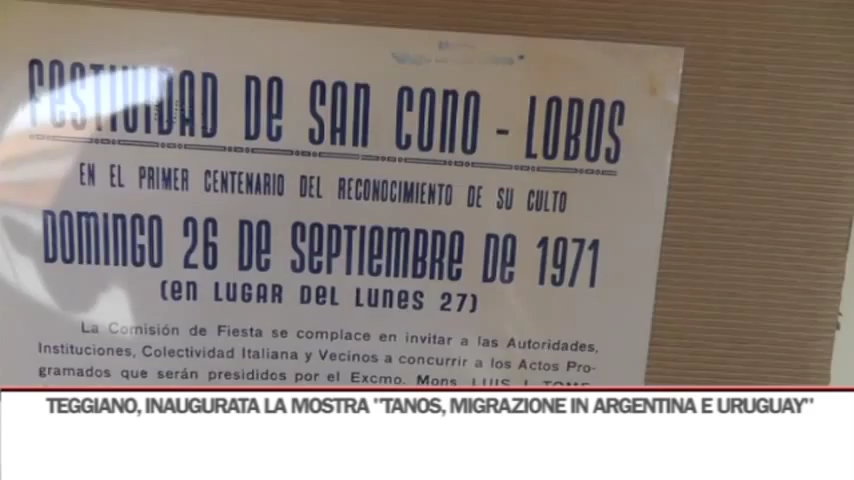 FESTIVIDAD DE SAN CONO - LOBOS
EN EL PRIMER CENTENARIO DEL RECONOCIMIENTO DE SU CULTO
DOMINGO 26 DE SEPTIEMBRE DE 1971
(EN LUGAR DEL LUNES 27)
La Comisión de Fiesta se complace en invitar a las Autoridades,
Instituciones, Colectividad Italiana y Vecinos a concurrir a los Actos Pro-
gramados que serán presididos por el Excmo. Mons. LUIS J. TOME
TEGGIANO, INAUGURATA LA MOSTRA "TANOS, MIGRAZIONE IN ARGENTINA E URUGUAY"